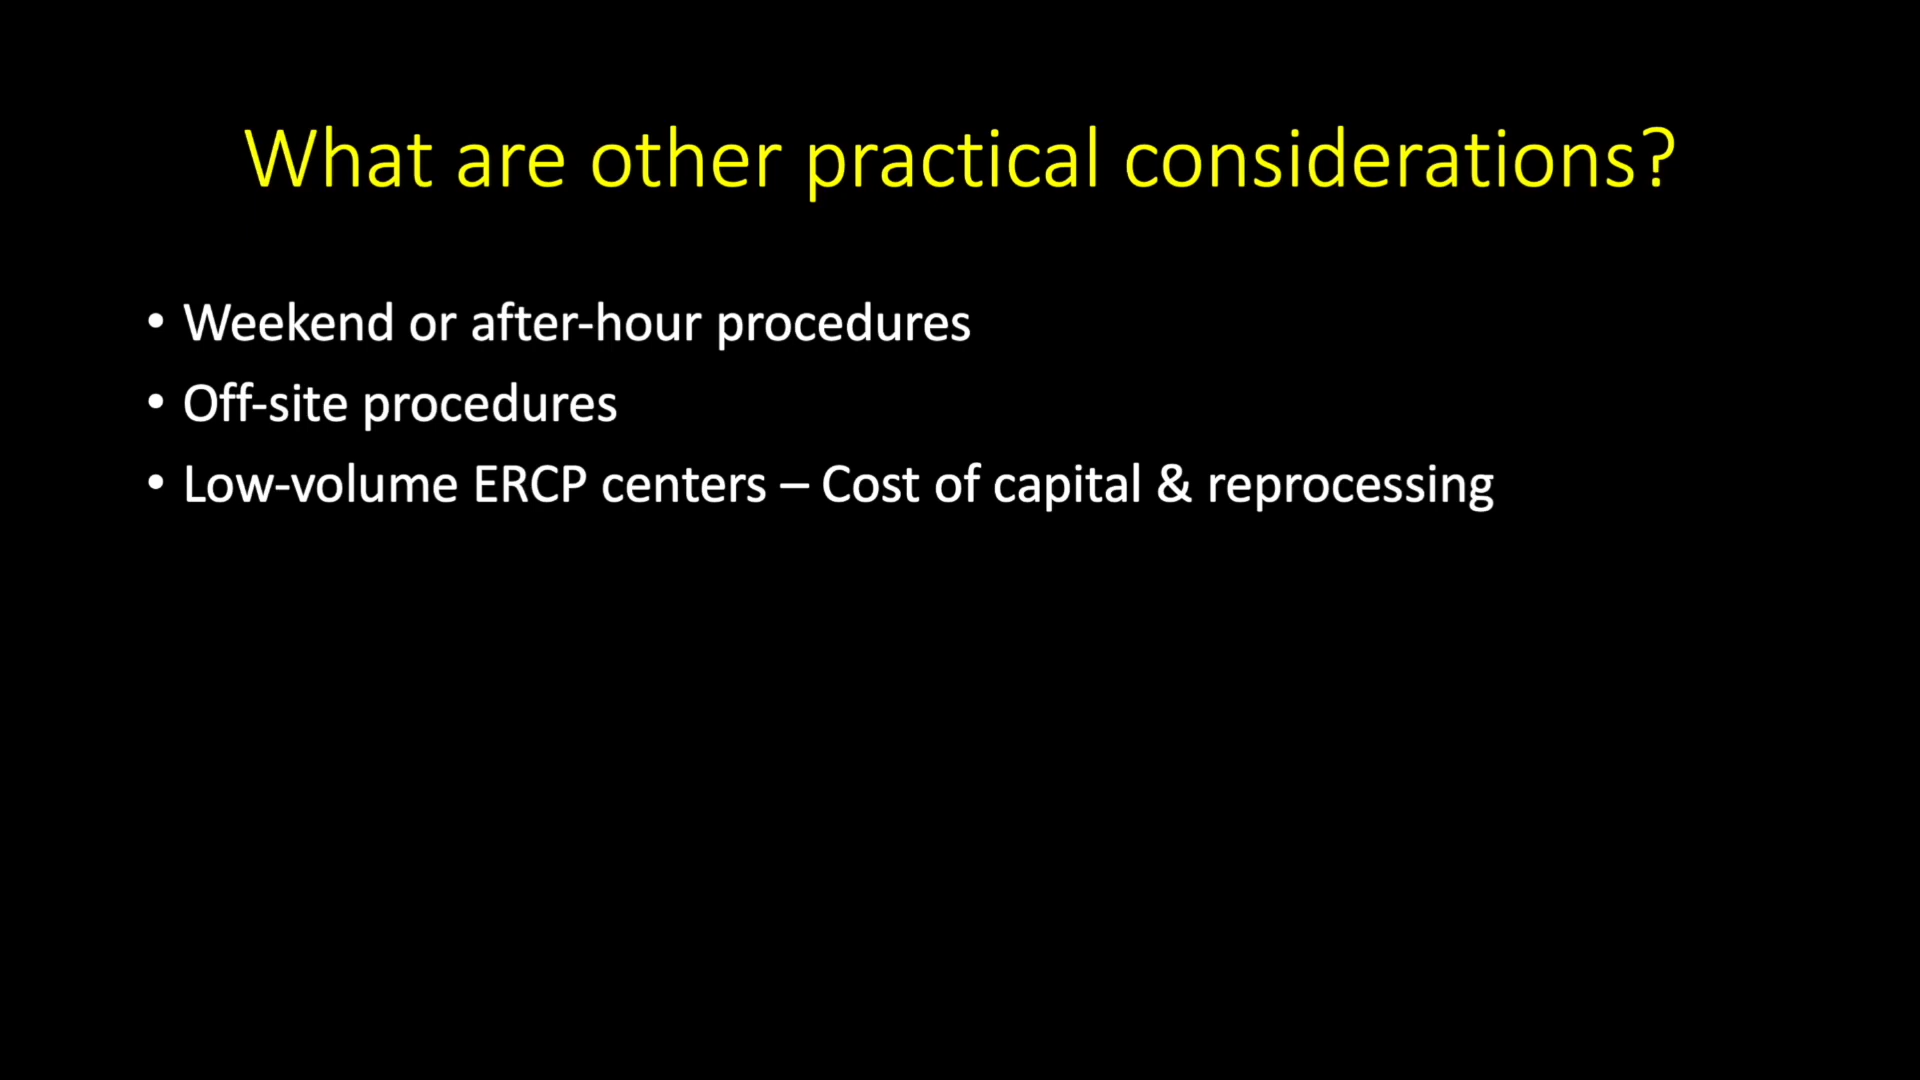 What are other practical considerations?
• Weekend or after-hour procedures
• Off-site procedures
• Low-volume ERCP centers – Cost of capital & reprocessing